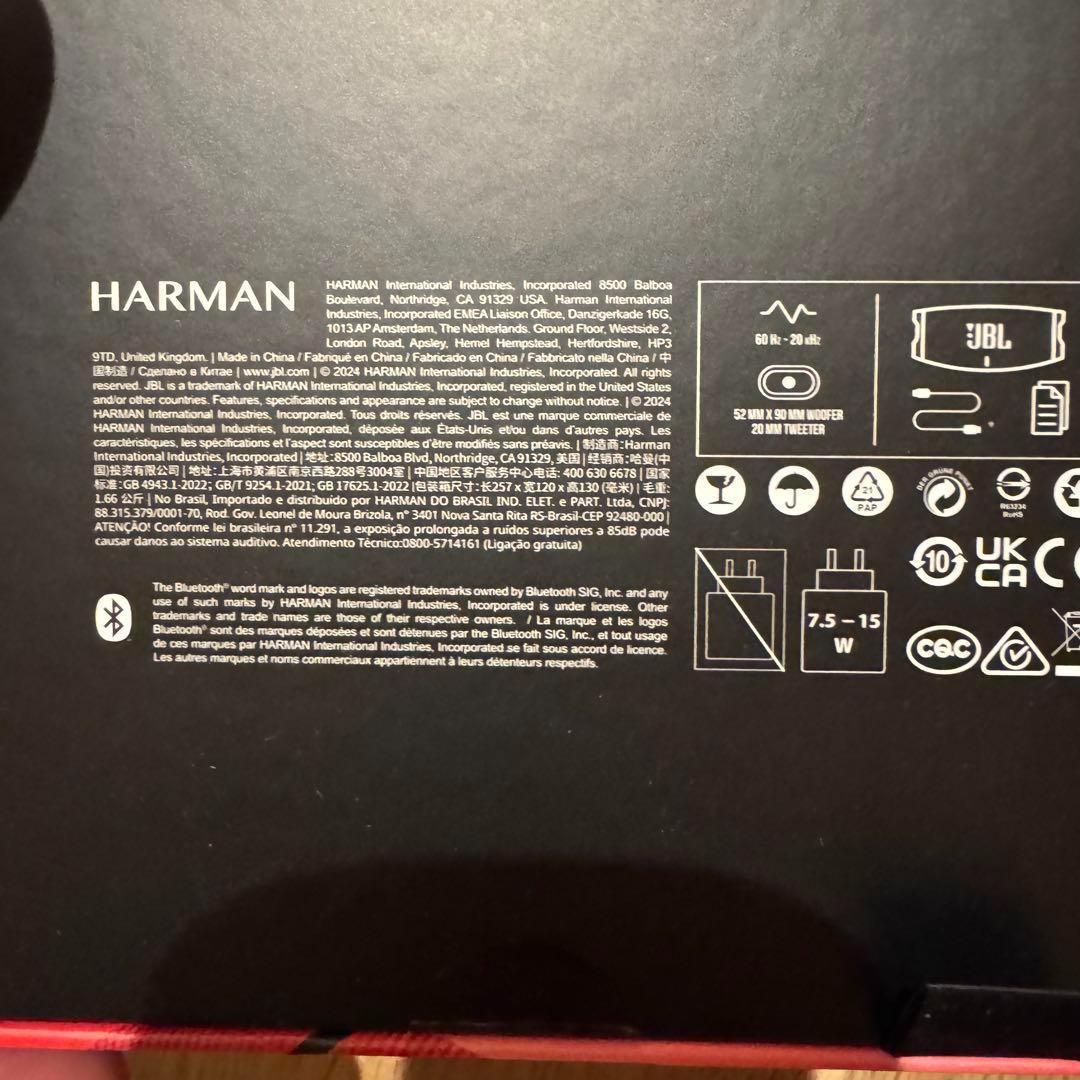 HARMAN
HARMAN International Industries, Incorporated 8500 Balboa
Boulevard, Northridge, CA 91329 USA. Harman International
Industries, Incorporated EMEA Liaison Office, Danzigerkade 16G,
1013 AP Amsterdam, The Netherlands. Ground Floor, Westside 2,
London Road, Apsley, Hemel Hempstead, Hertfordshire, HP3
9TD, United Kingdom. | Made in China / Fabriqué en China / Fabricado en China / Fabbricato nella China / 中
国制造 / Сделано в Китае | www.jbl.com | © 2024 HARMAN International Industries, Incorporated. All rights
reserved. JBL is a trademark of HARMAN International Industries, Incorporated, registered in the United States
and/or other countries. Features, specifications and appearance are subject to change without notice. | © 2024
HARMAN International Industries, Incorporated. Tous droits réservés. JBL est une marque commerciale de
HARMAN International Industries, Incorporated, déposée aux États-Unis et/ou dans d'autres pays. Les
caractéristiques, les spécifications et l'aspect sont susceptibles d'être modifiés sans préavis. | 制造商:Harman
International Industries, Incorporated | 地址:8500 Balboa Blvd, Northridge, CA 91329, 美国 | 经销商: 哈曼(中
国)投资有限公司 | 地址: 上海市黄浦区南京西路288号3004室 | 中国地区客户服务中心电话: 400 630 6678 | 国家
标准:GB 4943.1-2022; GB/T 9254.1-2021; GB 17625.1-2022 |包装箱尺寸: 长257 x 宽120 x 高130 (毫米) | 毛重:
1.66 公斤 | No Brasil, Importado e distribuido por HARMAN DO BRASIL IND. ELET. e PART. Ltda, CNPJ:
88.315.379/0001-70, Rod. Gov. Leonel de Moura Brizola, n° 3401 Nova Santa Rita RS-Brasil-CEP 92480-000 |
ATENÇÃO! Conforme lei brasileira n° 11.291, a exposição prolongada a ruídos superiores a 85dB pode
causar danos ao sistema auditivo. Atendimento Técnico:0800-5714161 (Ligação gratuita)
The Bluetooth® word mark and logos are registered trademarks owned by Bluetooth SIG, Inc. and any
use of such marks by HARMAN International Industries, Incorporated is under license. Other
trademarks and trade names are those of their respective owners. / La marque et les logos
Bluetooth® sont des marques déposées et sont détenues par the Bluetooth SIG, Inc., et tout usage
de ces marques par HARMAN International Industries, Incorporated se fait sous accord de licence.
Les autres marques et noms commerciaux appartiennent à leurs détenteurs respectifs.
60 Hz - 20 kHz
52 MM X 90 MM WOOFER
20 MM TWEETER
JBL
21
PAP
DER GRÜNE PUNKT
R63234
RoHS
10
UK
CA
7.5 – 15
W
CQC